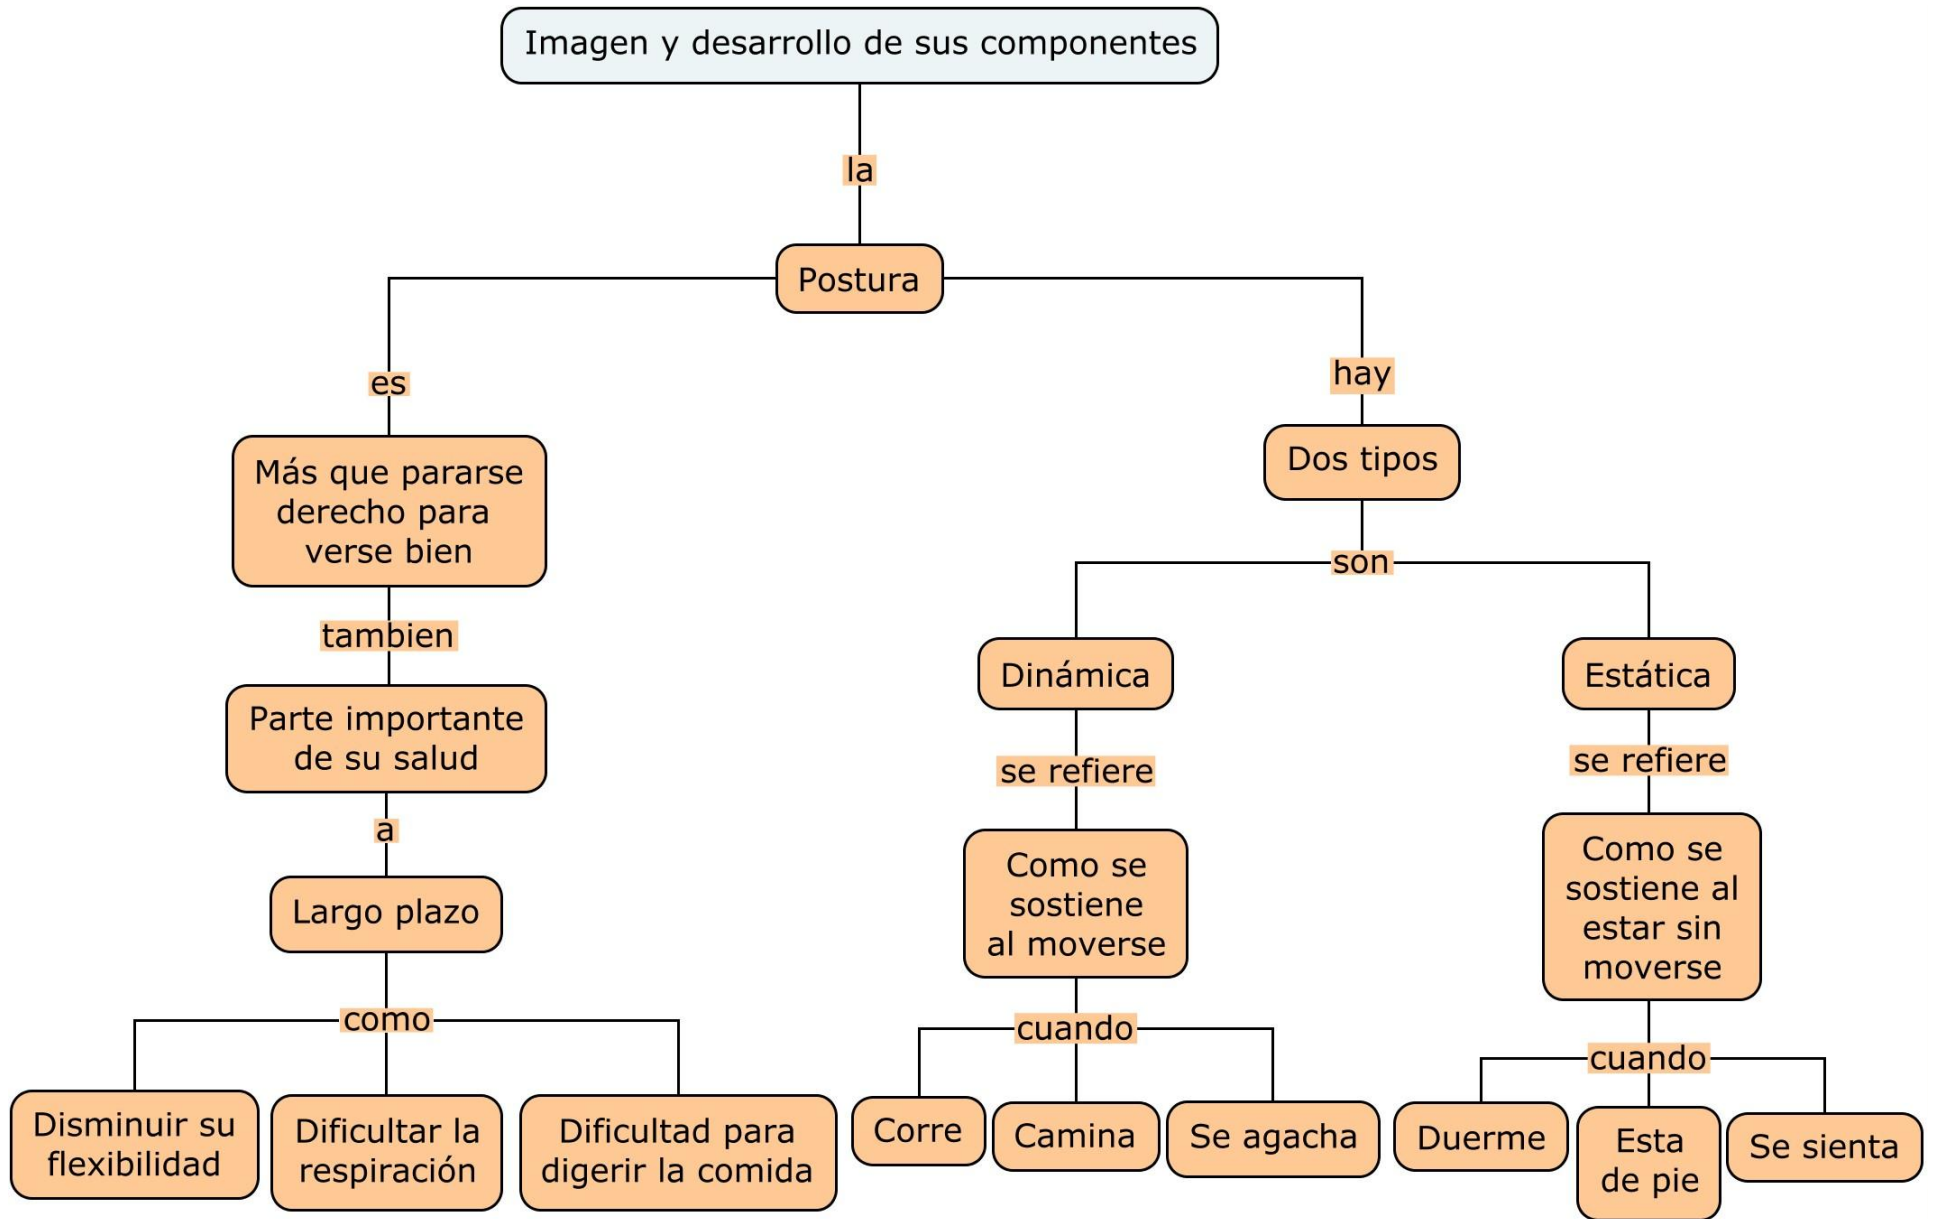 Imagen y desarrollo de sus componentes
la
Postura
es
hay
Más que pararse
derecho para
verse bien
Dos tipos
son
tambien
Dinámica
Estática
Parte importante
de su salud
se refiere
se refiere
a
Como se
sostiene
al moverse
Como se
sostiene al
estar sin
moverse
Largo plazo
como
cuando
cuando
Disminuir su
flexibilidad
Dificultar la
respiración
Dificultad para
digerir la comida
Corre
Camina
Se agacha
Duerme
Esta
de pie
Se sienta